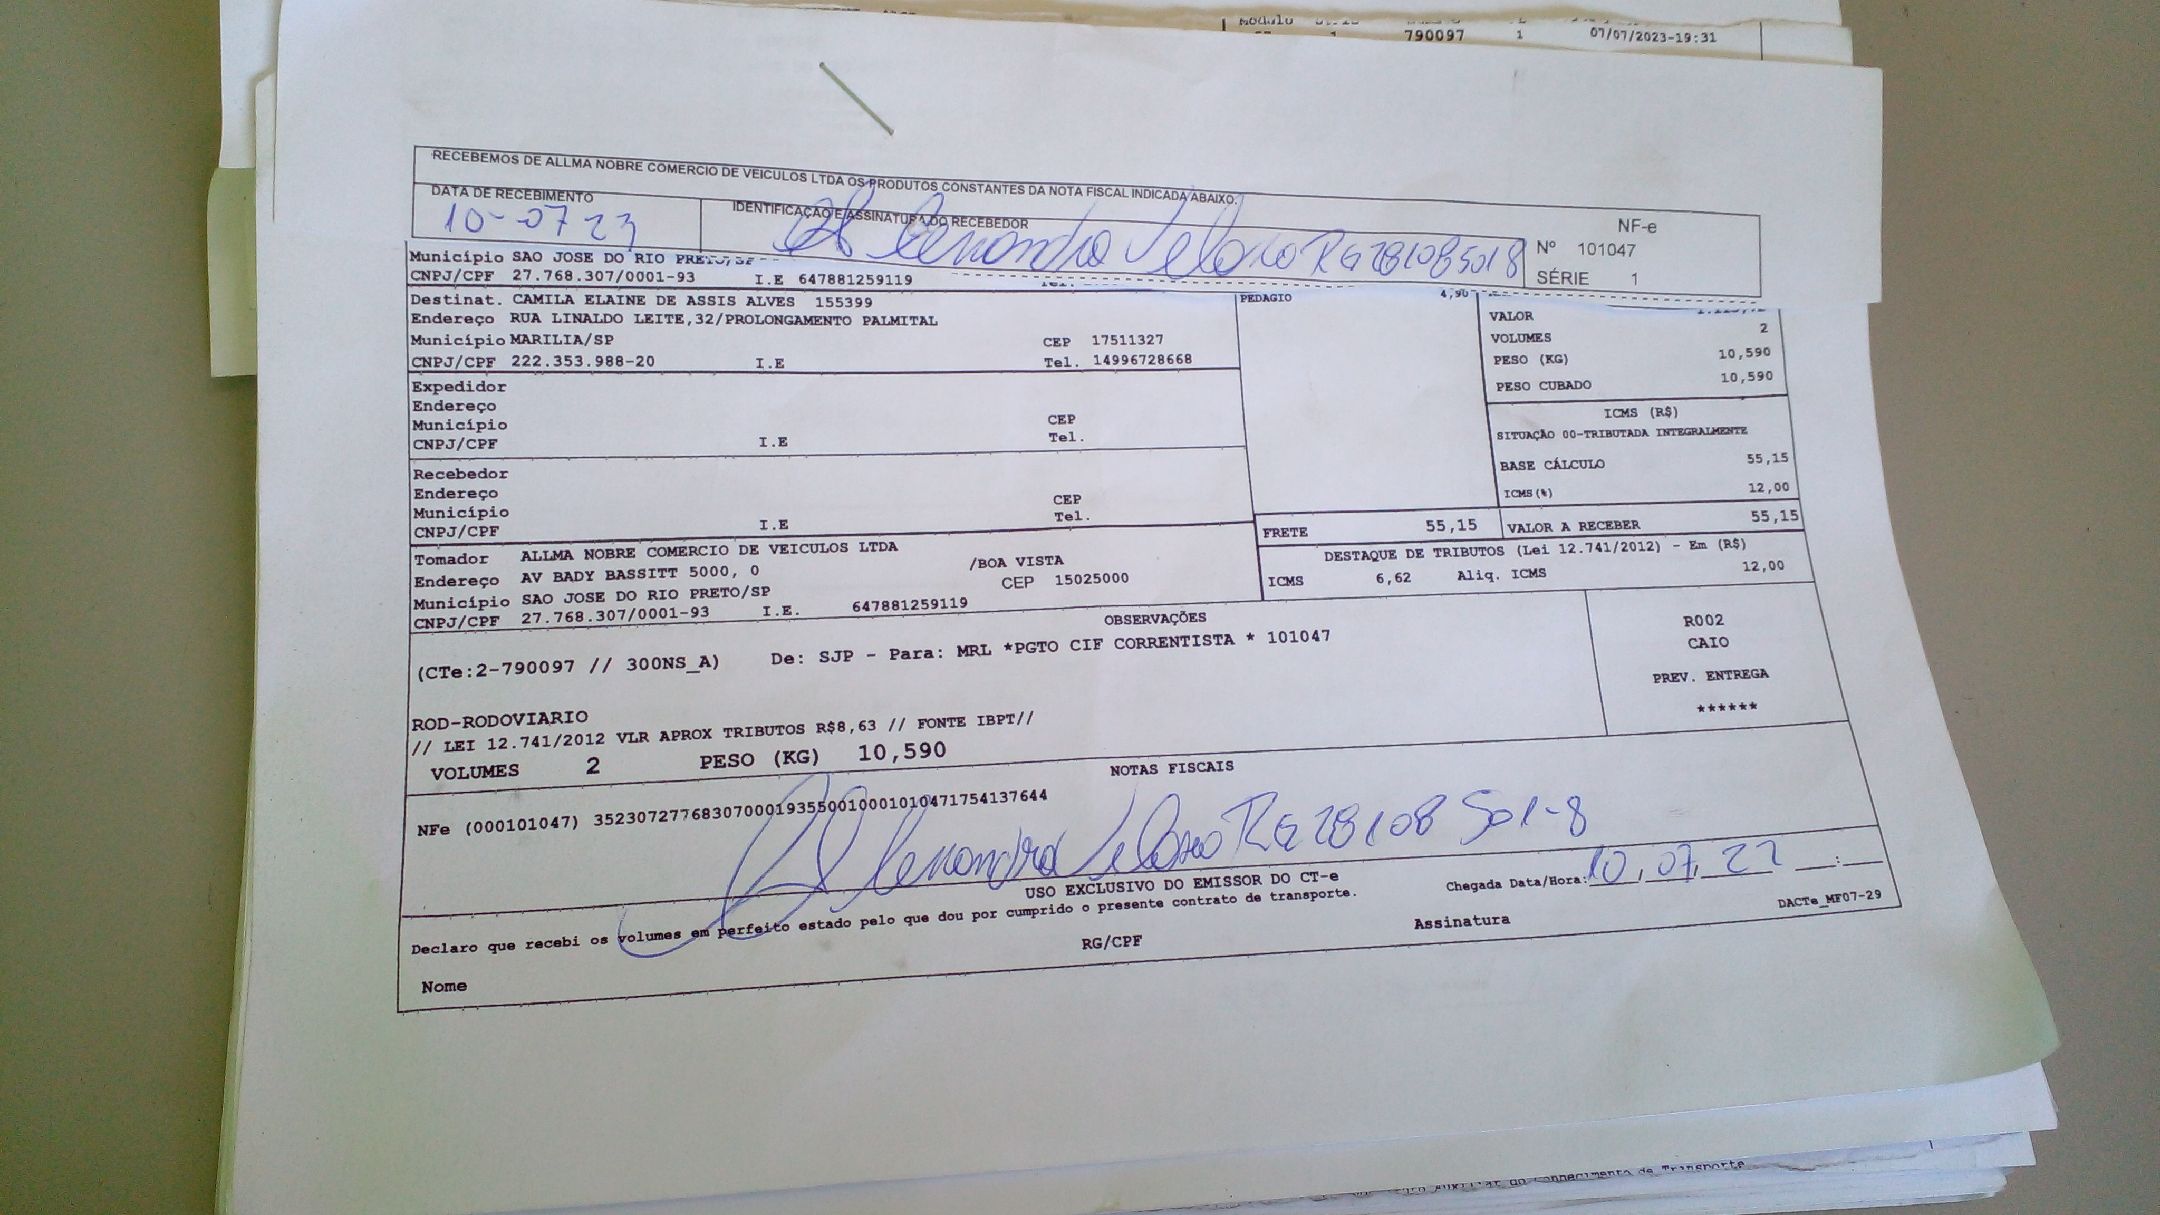 790097 1 07/07/2023-19:31
RECEBEMOS DE ALLMA NOBRE COMERCIO DE VEICULOS LTDA OS PRODUTOS CONSTANTES DA NOTA FISCAL INDICADA ABAIXO.
DATA DE RECEBIMENTO
10-07 23
IDENTIFICAÇÃO E ASSINATURA DO RECEBEDOR
Alexandra Veloso RG 28108501 8
NF-e
Nº 101047
SÉRIE 1
Município SAO JOSE DO RIO PRETO/SP
CNPJ/CPF 27.768.307/0001-93 I.E 647881259119
Destinat. CAMILA ELAINE DE ASSIS ALVES 155399
Endereço RUA LINALDO LEITE,32/PROLONGAMENTO PALMITAL
Município MARILIA/SP CEP 17511327
CNPJ/CPF 222.353.988-20 I.E Tel. 14996728668
Expedidor
Endereço
Município CEP
CNPJ/CPF I.E Tel.
Recebedor
Endereço
Município CEP
CNPJ/CPF I.E Tel.
Tomador ALLMA NOBRE COMERCIO DE VEICULOS LTDA
Endereço AV BADY BASSITT 5000, 0 /BOA VISTA
Município SAO JOSE DO RIO PRETO/SP CEP 15025000
CNPJ/CPF 27.768.307/0001-93 I.E. 647881259119
PEDAGIO 4,90
VALOR
VOLUMES 2
PESO (KG) 10,590
PESO CUBADO 10,590
ICMS (R$)
SITUAÇÃO 00-TRIBUTADA INTEGRALMENTE
BASE CÁLCULO 55,15
ICMS(%) 12,00
FRETE 55,15 VALOR A RECEBER 55,15
DESTAQUE DE TRIBUTOS (Lei 12.741/2012) - Em (R$)
ICMS 6,62 Aliq. ICMS 12,00
OBSERVAÇÕES
(CTe:2-790097 // 300NS_A) De: SJP - Para: MRL *PGTO CIF CORRENTISTA * 101047
ROD-RODOVIARIO
// LEI 12.741/2012 VLR APROX TRIBUTOS R$8,63 // FONTE IBPT//
VOLUMES 2 PESO (KG) 10,590
R002
CAIO
PREV. ENTREGA
******
NOTAS FISCAIS
NFe (000101047) 35230727768307000193550010001010471754137644
Alexandra Veloso RG 28108 501-8
USO EXCLUSIVO DO EMISSOR DO CT-e
Declaro que recebi os volumes em perfeito estado pelo que dou por cumprido o presente contrato de transporte.
Chegada Data/Hora: 10,07,22 __:__
Nome RG/CPF Assinatura DACTe_MF07-29